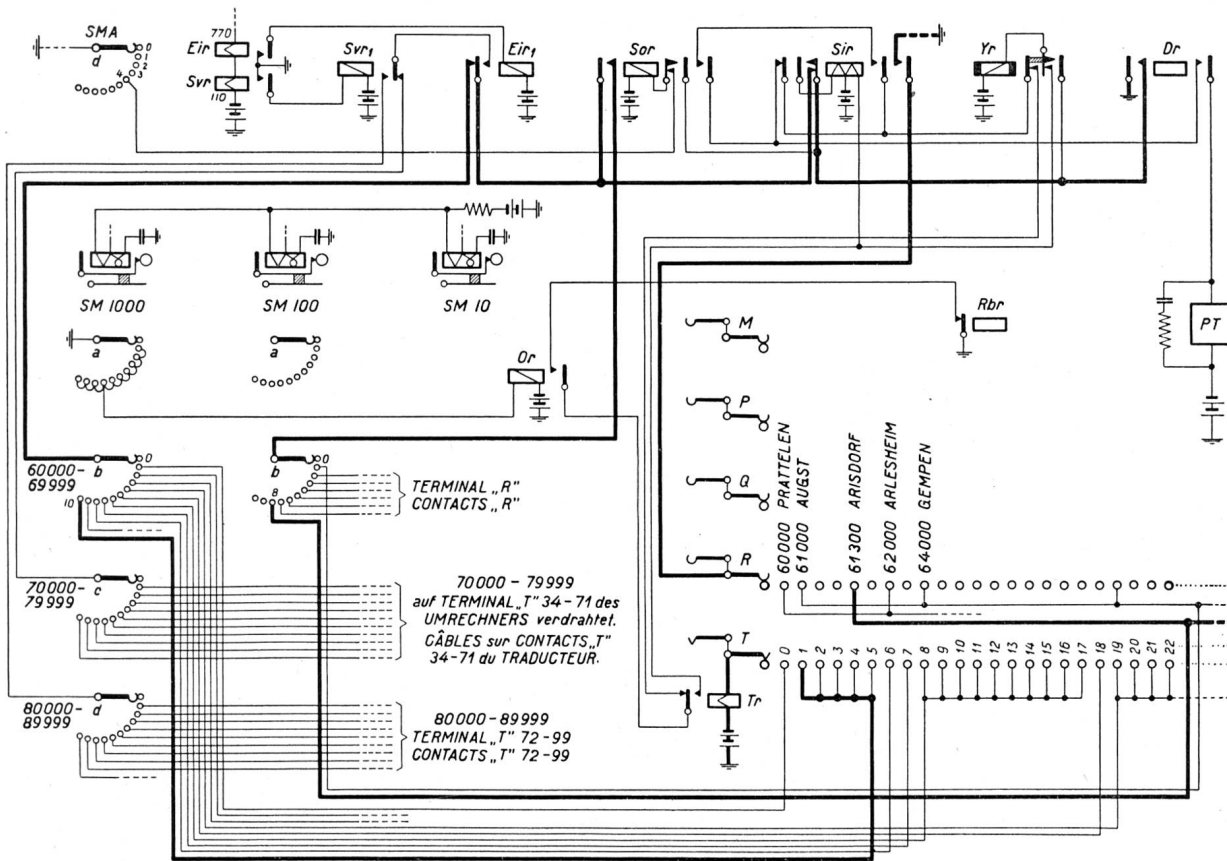 SMA
d
0
1
2
3
4
Eir
770
Svr
110
Svr1
Eir1
Sor
Sir
Yr
Dr
SM 1000
SM 100
SM 10
a
a
Or
Rbr
PT
M
P
Q
R
T
Tr
60000-
69999
b
0
10
b
0
8
TERMINAL „R"
CONTACTS „R"
60000 PRATTELEN
61000 AUGST
61300 ARISDORF
62000 ARLESHEIM
64000 GEMPEN
70000-
79999
c
70000 - 79999
auf TERMINAL „T" 34-71 des
UMRECHNERS verdrahtet.
CÂBLES sur CONTACTS „T"
34-71 du TRADUCTEUR.
0 1 2 3 4 5 6 7 8 9 10 11 12 13 14 15 16 17 18 19 20 21 22
80000-
89999
d
80000-89999
TERMINAL „T" 72-99
CONTACTS „T" 72-99